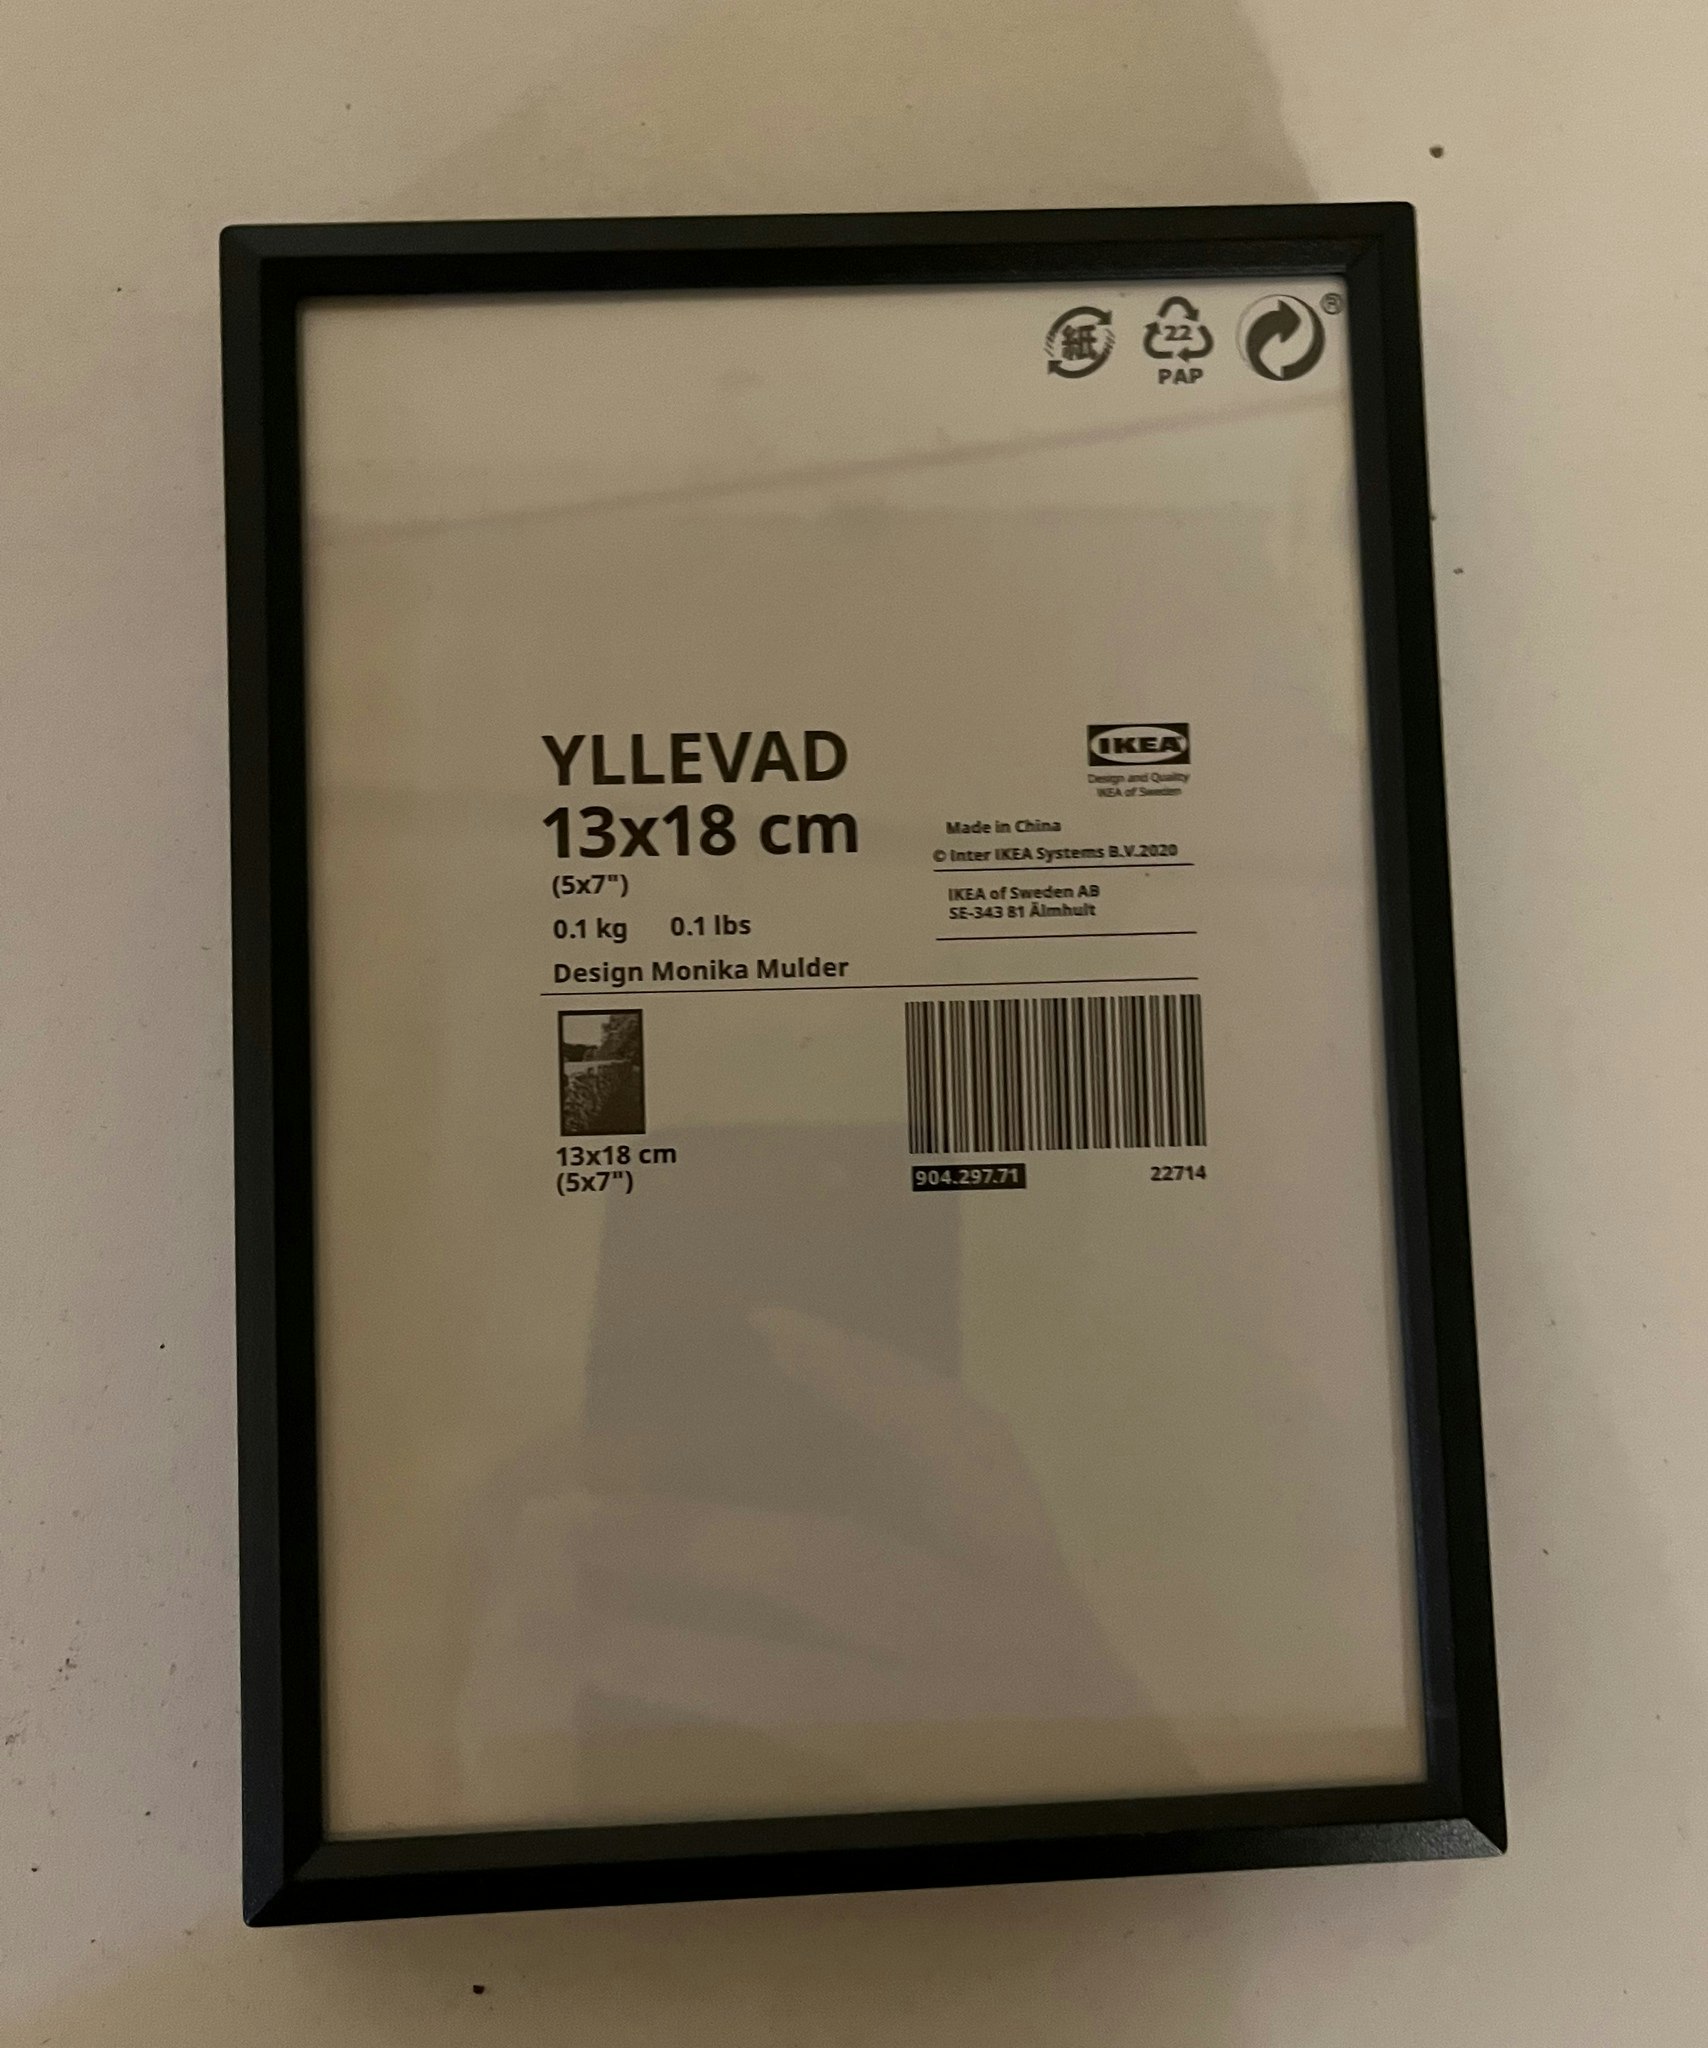 紙
22
PAP
®
YLLEVAD
13x18 cm
(5x7")
0.1 kg 0.1 lbs
Design Monika Mulder
IKEA
Design and Quality
IKEA of Sweden
Made in China
© Inter IKEA Systems B.V.2020
IKEA of Sweden AB
SE-343 81 Älmhult
13x18 cm
(5x7")
904.297.71 22714